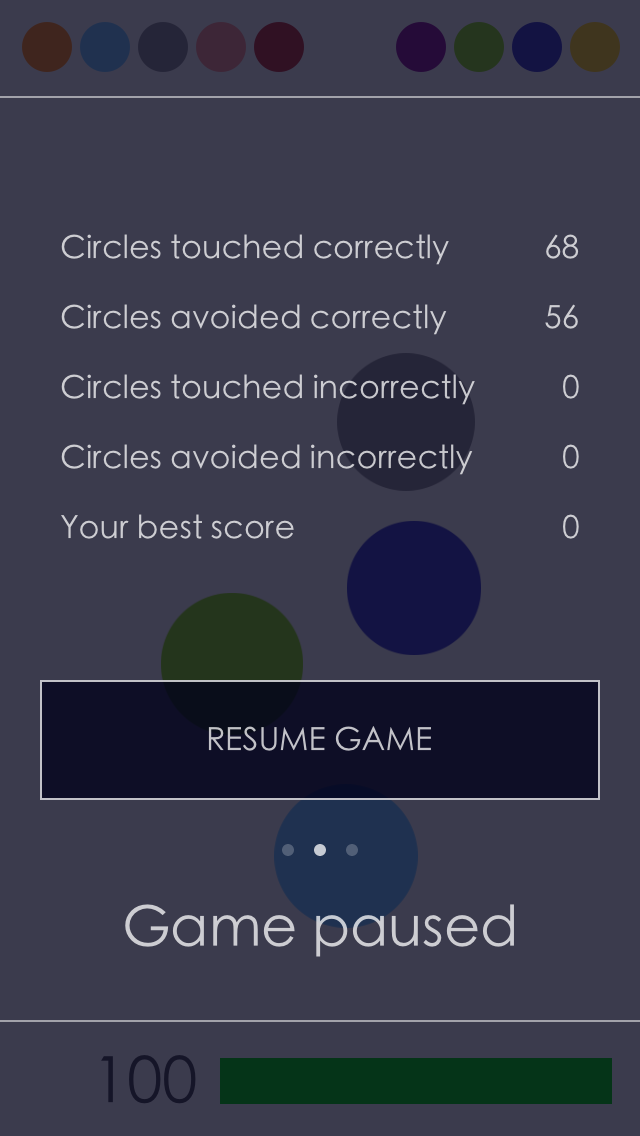 Circles touched correctly 68
Circles avoided correctly 56
Circles touched incorrectly 0
Circles avoided incorrectly 0
Your best score 0
RESUME GAME
Game paused
100